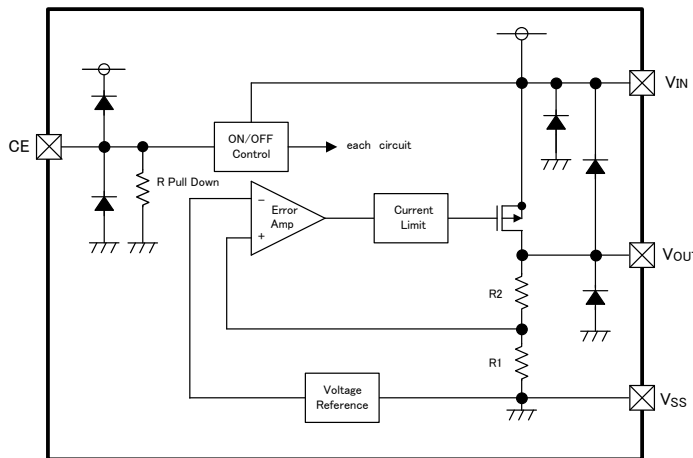 VIN
CE
ON/OFF
Control
each circuit
R Pull Down
−
Error
Amp
+
Current
Limit
VOUT
R2
R1
Voltage
Reference
VSS